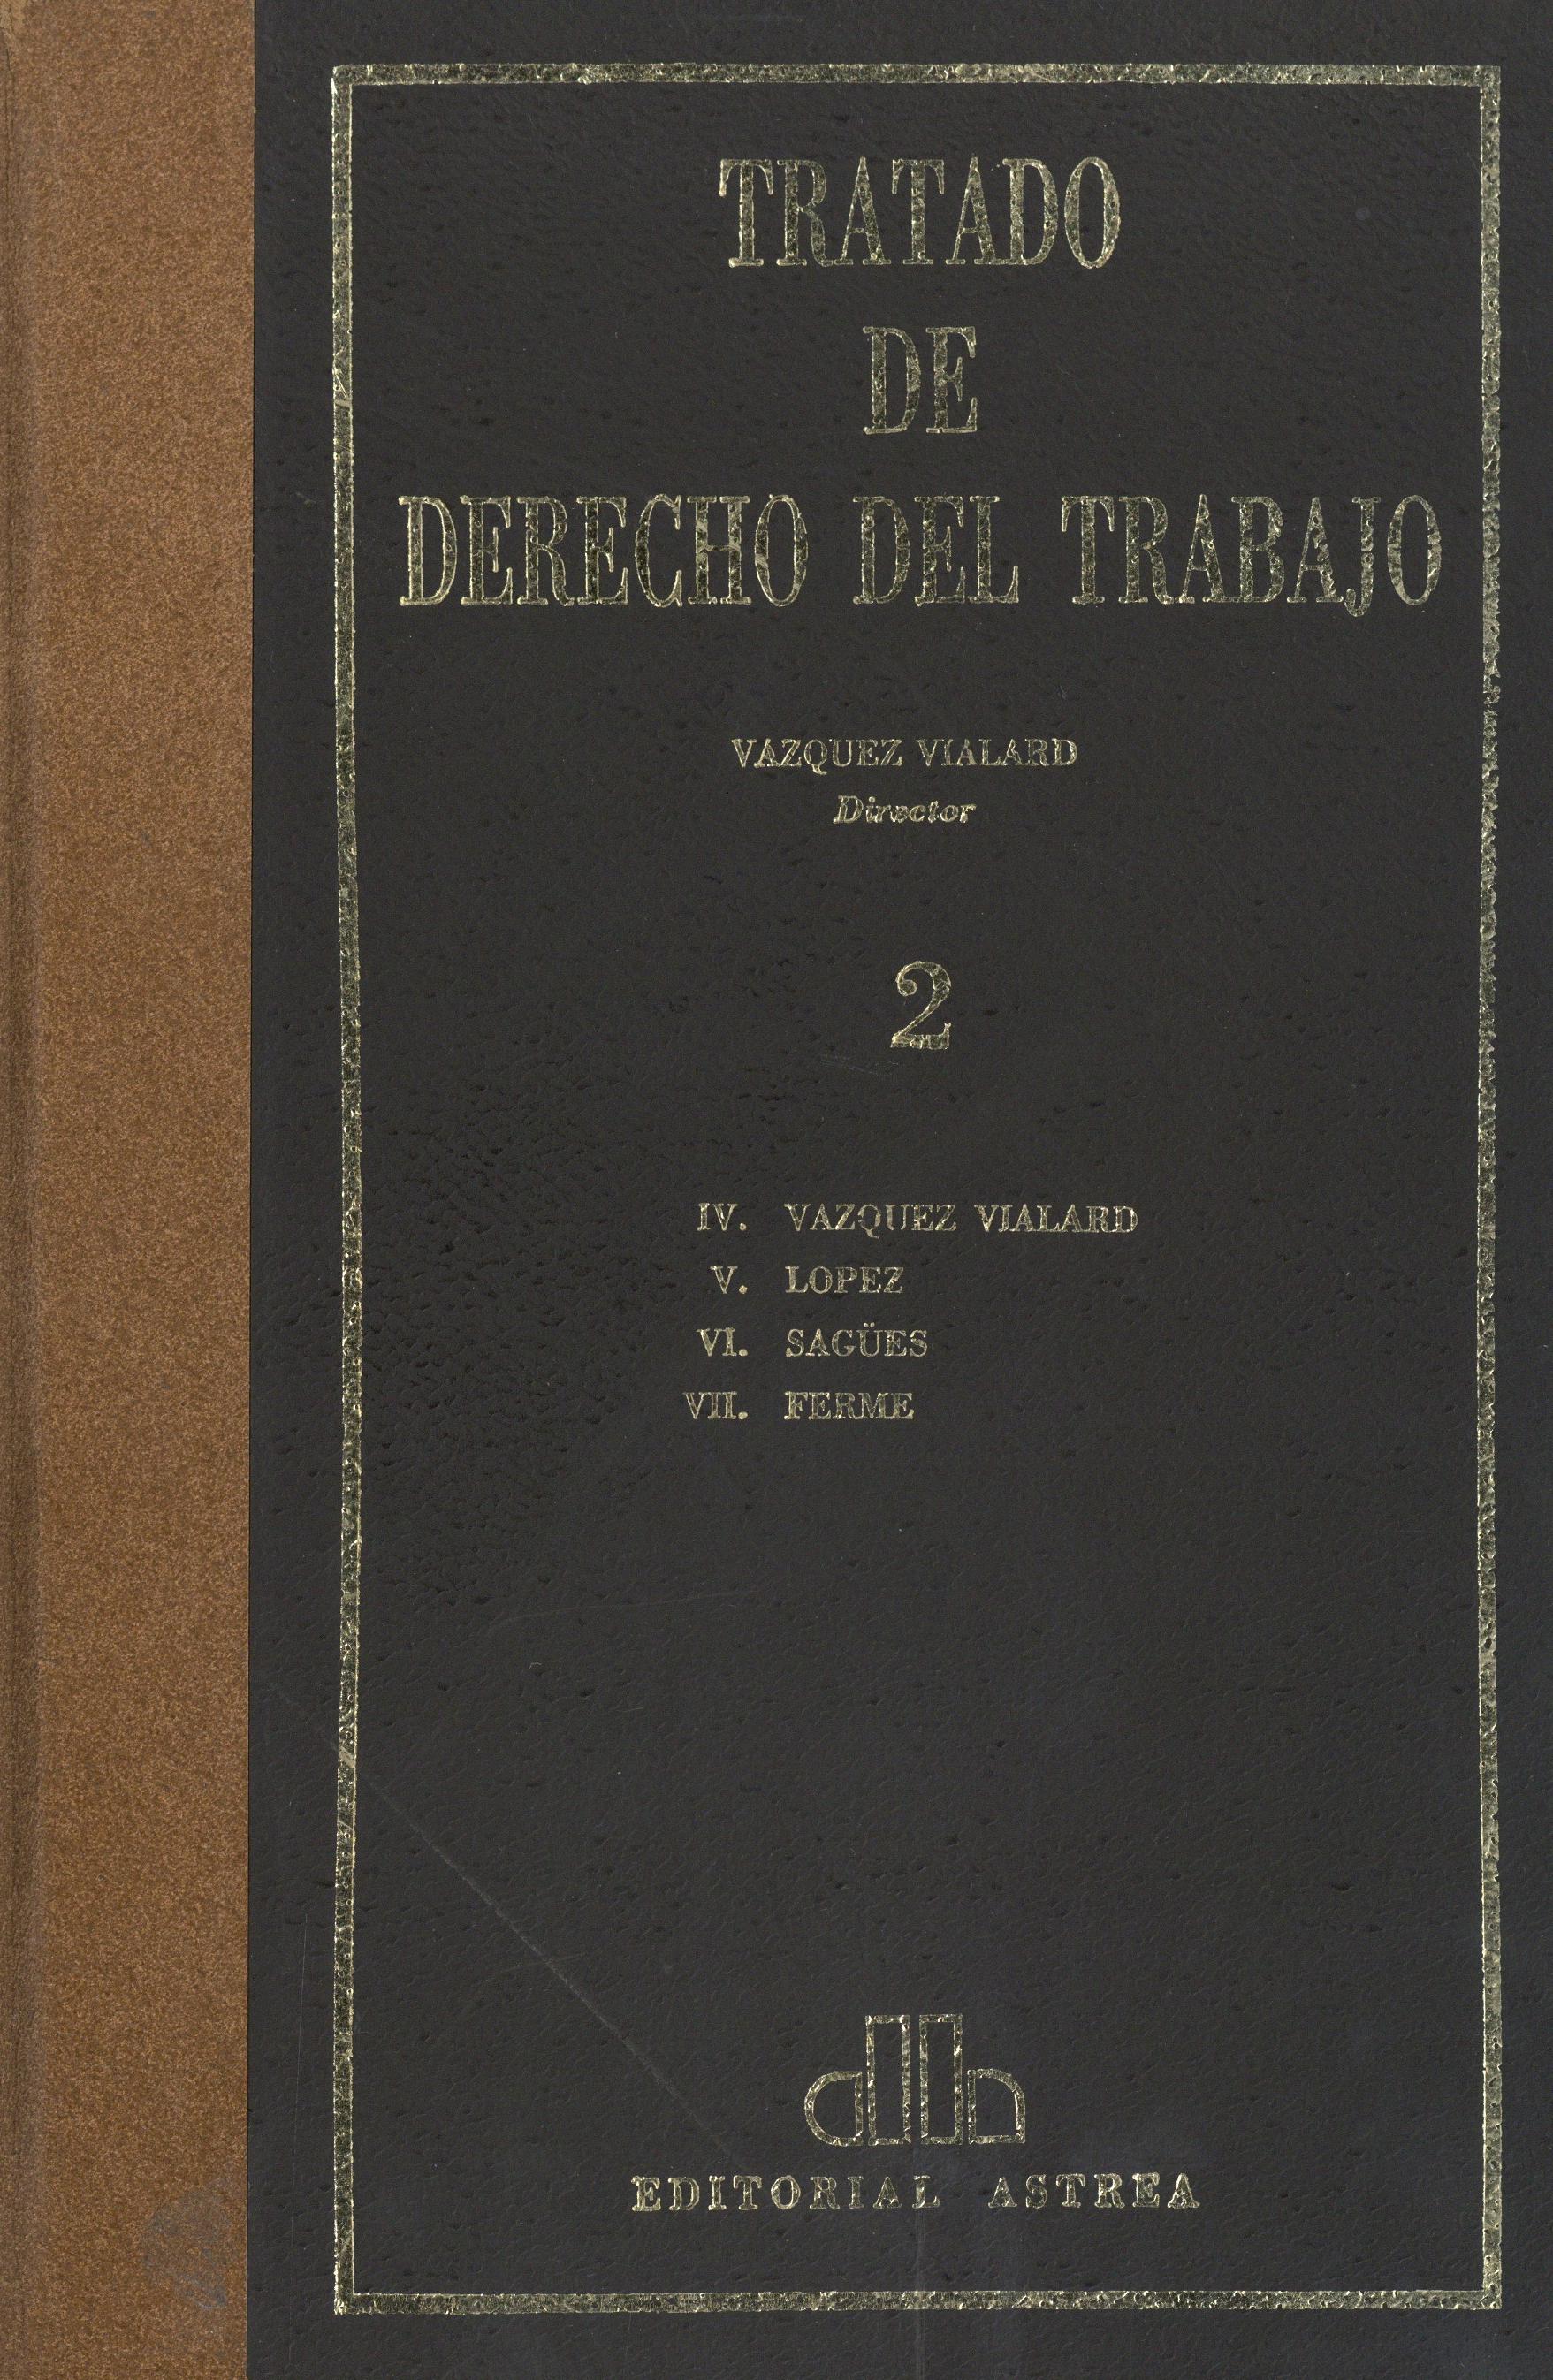 TRATADO
DE
DERECHO DEL TRABAJO
VAZQUEZ VIALARD
Director
2
IV. VAZQUEZ VIALARD
V. LOPEZ
VI. SAGÜES
VII. FERME
EDITORIAL ASTREA